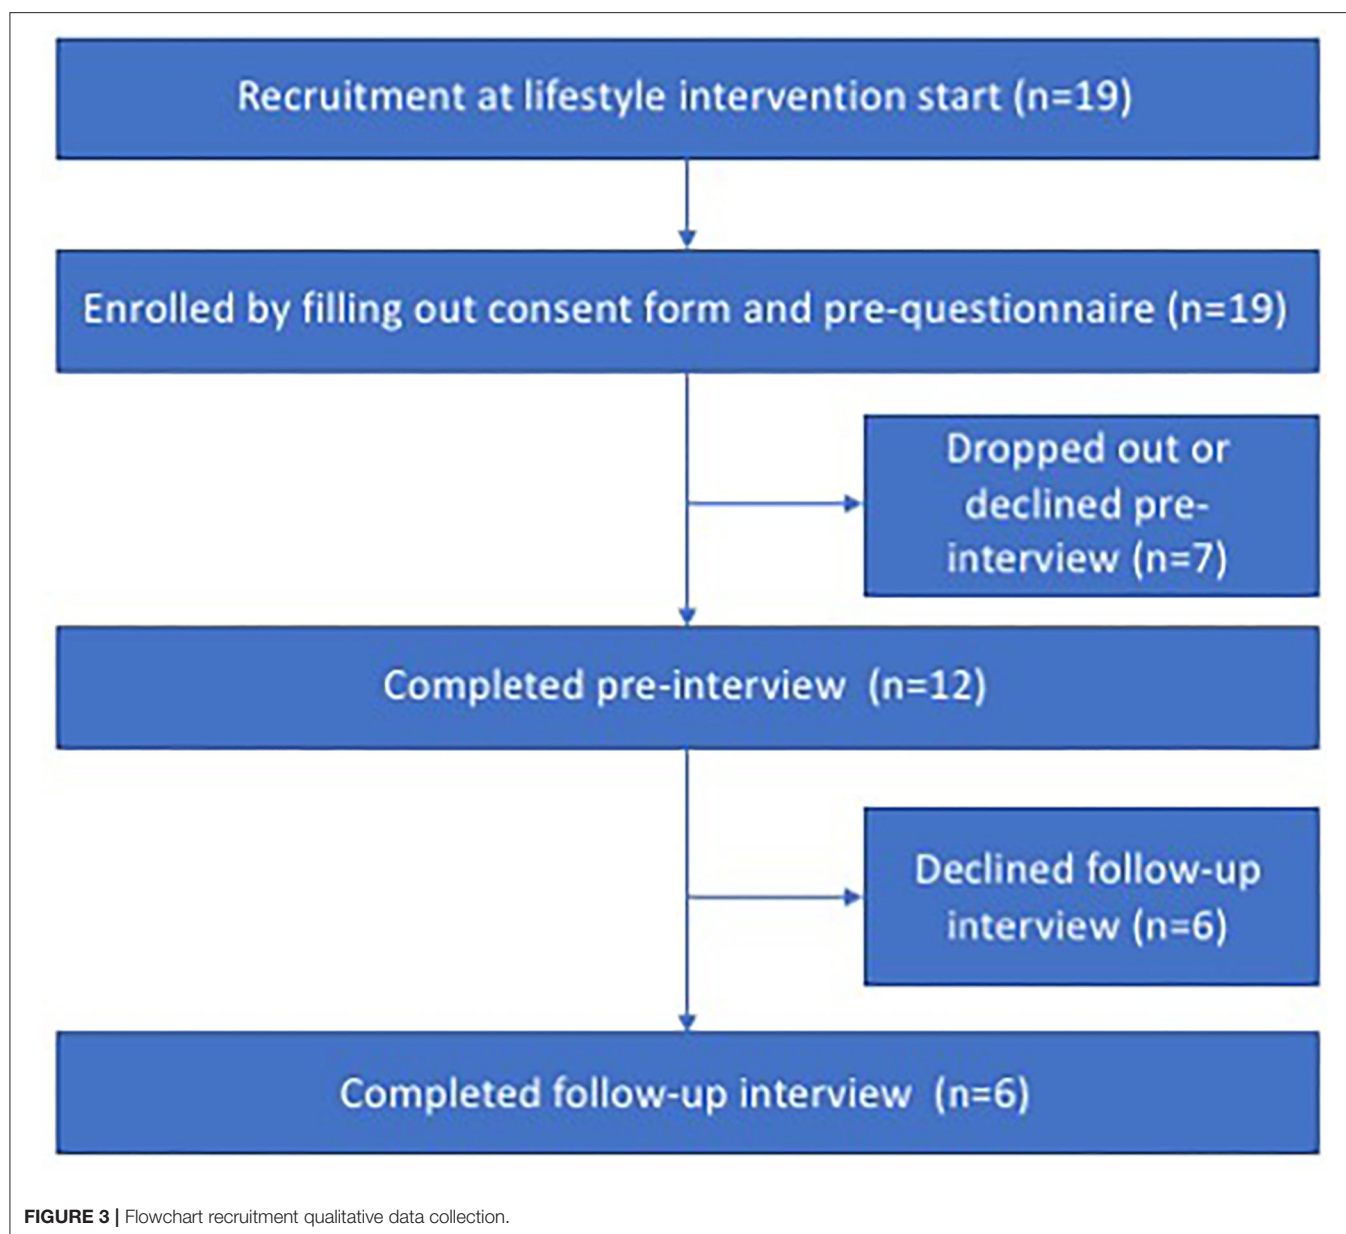 Recruitment at lifestyle intervention start (n=19)
Enrolled by filling out consent form and pre-questionnaire (n=19)
Dropped out or
declined pre-
interview (n=7)
Completed pre-interview (n=12)
Declined follow-up
interview (n=6)
Completed follow-up interview (n=6)
FIGURE 3 | Flowchart recruitment qualitative data collection.